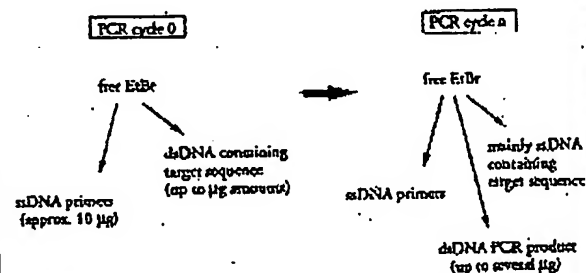 PCR cycle 0
free EtBr
ssDNA primers
(approx. 10 µg)
dsDNA containing
target sequence
(up to µg amounts)
PCR cycle n
free EtBr
ssDNA primers
mainly ssDNA
containing
target sequence
dsDNA PCR product
(up to several µg)